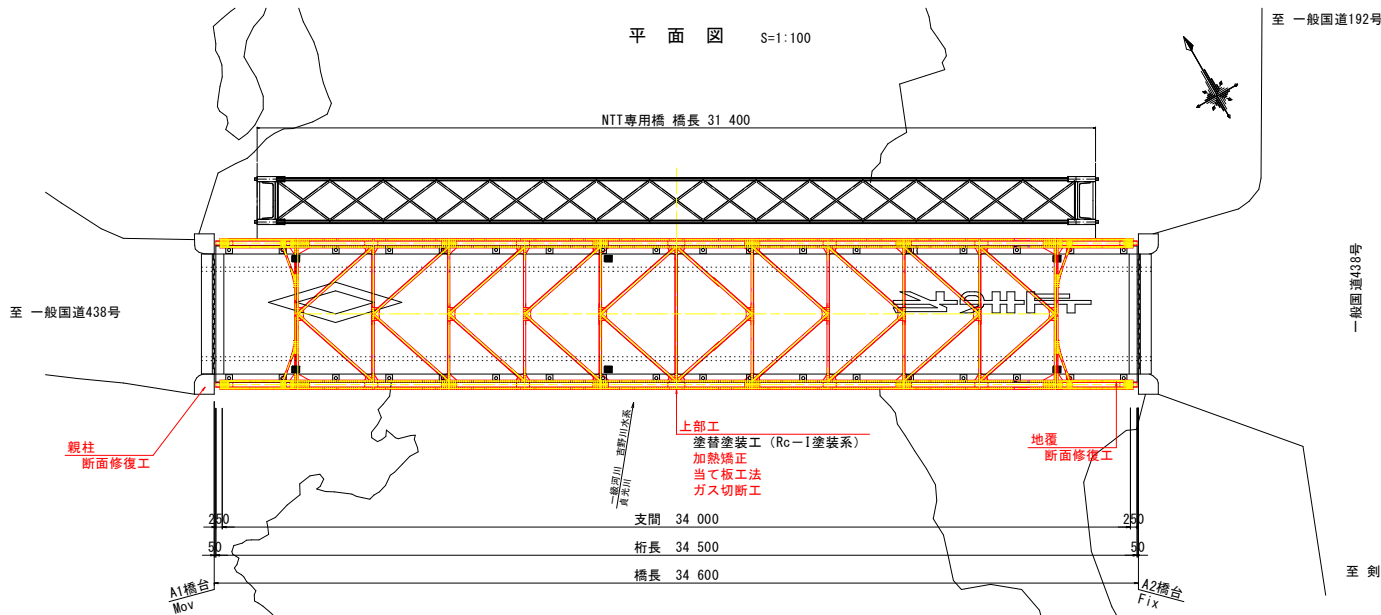 平 面 図 S=1:100
至 一般国道192号
NTT専用橋 橋長 31 400
至 一般国道438号
一般国道438号
親柱
断面修復工
一級河川 吉野川水系
貞光川
上部工
塗替塗装工（Rc－Ⅰ塗装系）
加熱矯正
当て板工法
ガス切断工
地覆
断面修復工
250 支間 34 000 250
50 桁長 34 500 50
橋長 34 600
A1橋台
Mov
A2橋台
Fix
至 剣